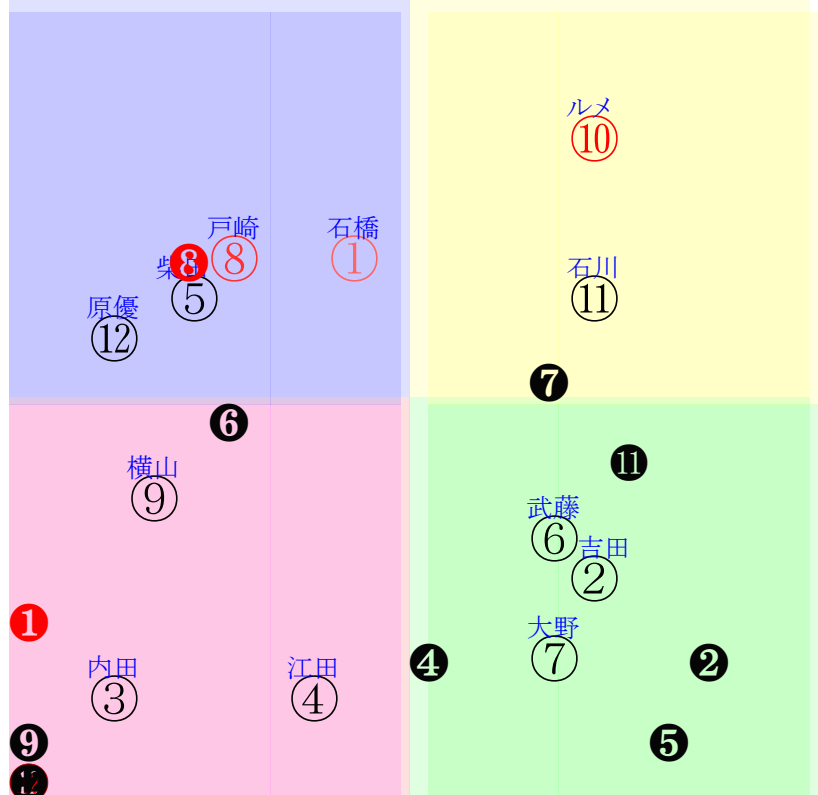 ルメ
⑩
戸崎
⑧
石橋
①
❽
⑤
石川
⑪
原優
⑫
❼
❻
横山
⑨
⓫
武藤
⑥
吉田
②
❶
大野
⑦
内田
③
江田
④
❹
❷
❾
❺